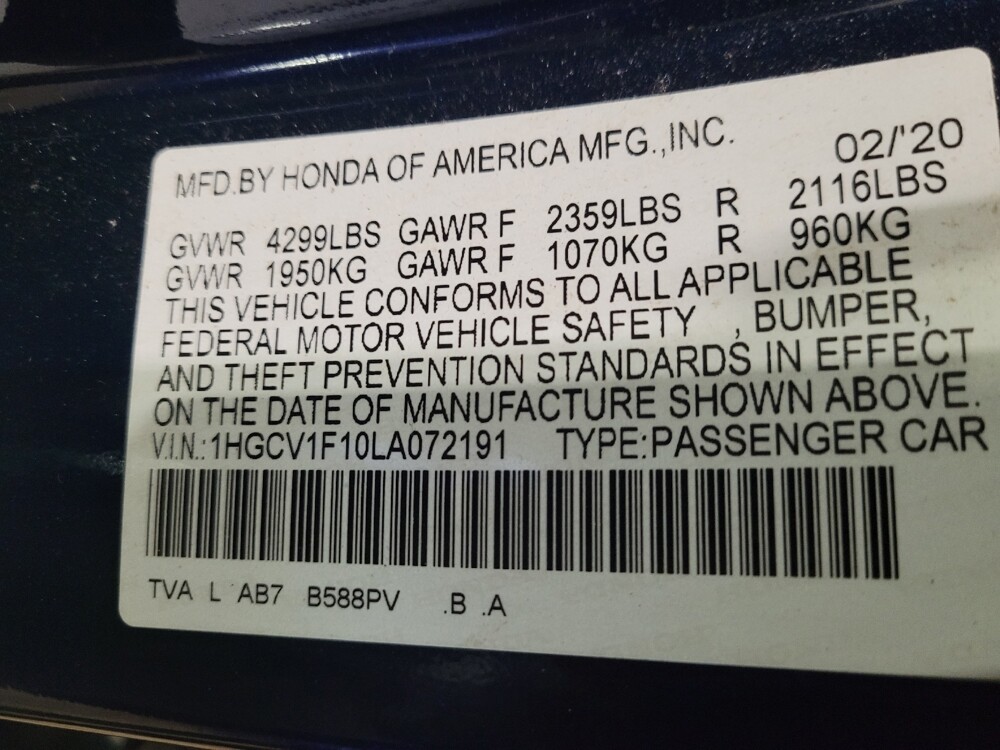 MFD.BY HONDA OF AMERICA MFG.,INC. 02/'20
GVWR 4299LBS GAWR F 2359LBS R 2116LBS
GVWR 1950KG GAWR F 1070KG R 960KG
THIS VEHICLE CONFORMS TO ALL APPLICABLE
FEDERAL MOTOR VEHICLE SAFETY , BUMPER,
AND THEFT PREVENTION STANDARDS IN EFFECT
ON THE DATE OF MANUFACTURE SHOWN ABOVE.
V.I.N.:1HGCV1F10LA072191 TYPE:PASSENGER CAR
TVA L AB7 B588PV .B .A